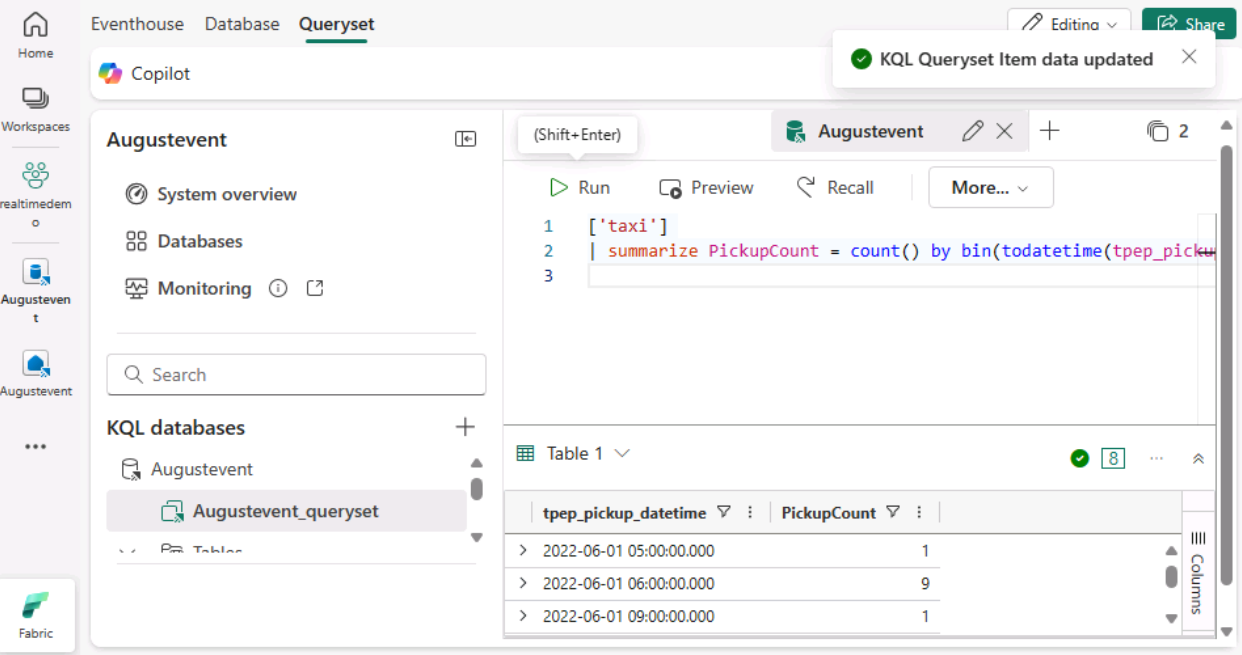 Eventhouse Database Queryset
Editing
Share
KQL Queryset Item data updated
Copilot
Home
Workspaces
realtimedem
o
Augusteven
t
Augustevent
Fabric
Augustevent
System overview
Databases
Monitoring
Search
KQL databases
Augustevent
Augustevent_queryset
Tables
(Shift+Enter)
Augustevent
2
Run Preview Recall More...
1 ['taxi']
2 | summarize PickupCount = count() by bin(todatetime(tpep_pickup
3
Table 1
8
tpep_pickup_datetime PickupCount
2022-06-01 05:00:00.000 1
2022-06-01 06:00:00.000 9
2022-06-01 09:00:00.000 1
Columns